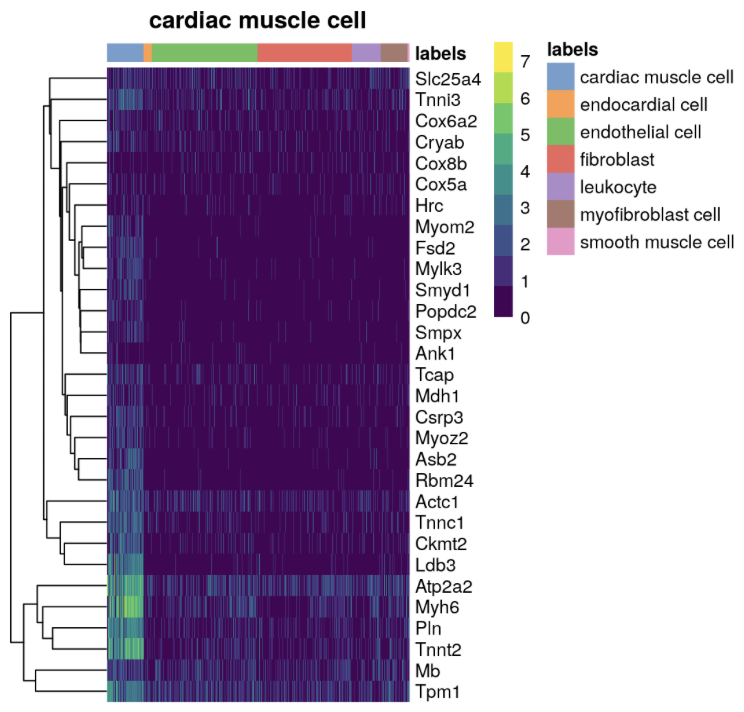 cardiac muscle cell
labels
Slc25a4
Tnni3
Cox6a2
Cryab
Cox8b
Cox5a
Hrc
Myom2
Fsd2
Mylk3
Smyd1
Popdc2
Smpx
Ank1
Tcap
Mdh1
Csrp3
Myoz2
Asb2
Rbm24
Actc1
Tnnc1
Ckmt2
Ldb3
Atp2a2
Myh6
Pln
Tnnt2
Mb
Tpm1
7
6
5
4
3
2
1
0
labels
cardiac muscle cell
endocardial cell
endothelial cell
fibroblast
leukocyte
myofibroblast cell
smooth muscle cell